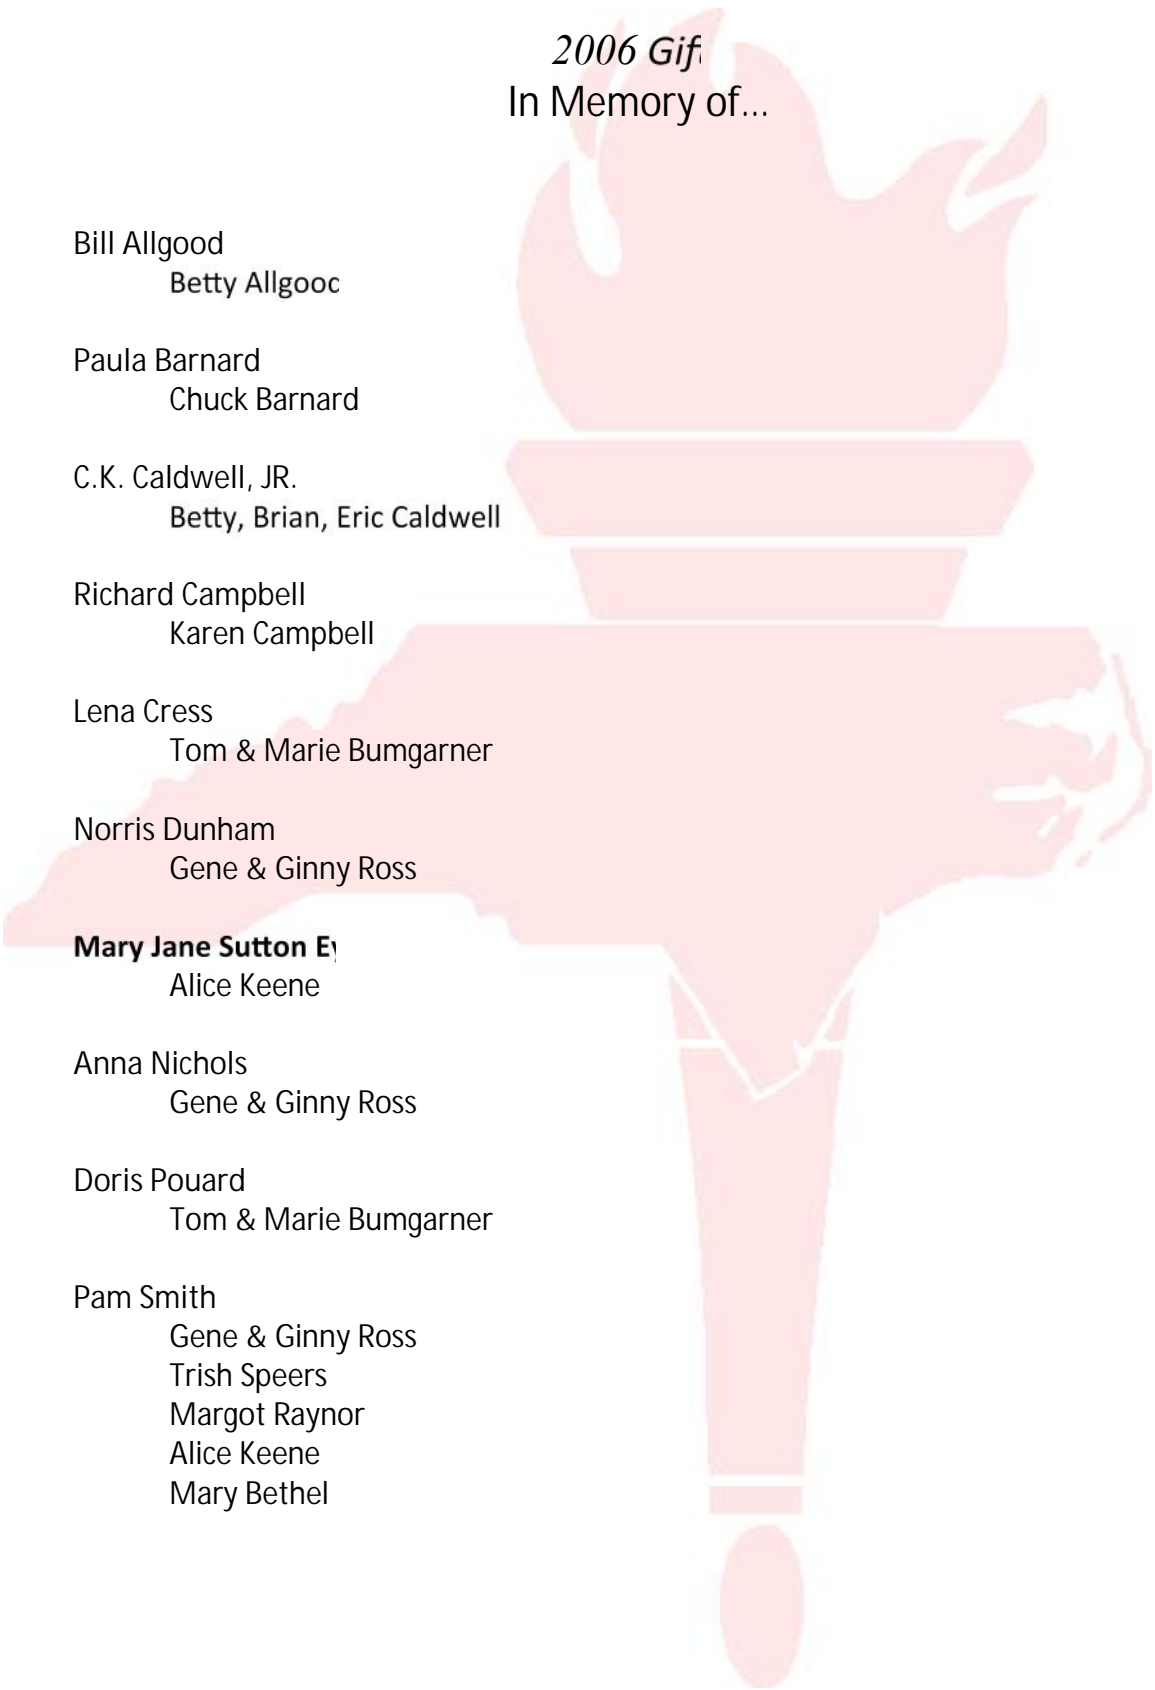 2006
In Memory of...
Bill Allgood
Betty Allgood
Paula Barnard
Chuck Barnard
C.K. Caldwell, JR.
Betty, Brian, Eric Caldwell
Richard Campbell
Karen Campbell
Lena Cress
Tom & Marie Bumgarner
Norris Dunham
Gene & Ginny Ross
Mary Jane Sutton
Alice Keene
Anna Nichols
Gene & Ginny Ross
Doris Pouard
Tom & Marie Bumgarner
Pam Smith
Gene & Ginny Ross
Trish Speers
Margot Raynor
Alice Keene
Mary Bethel